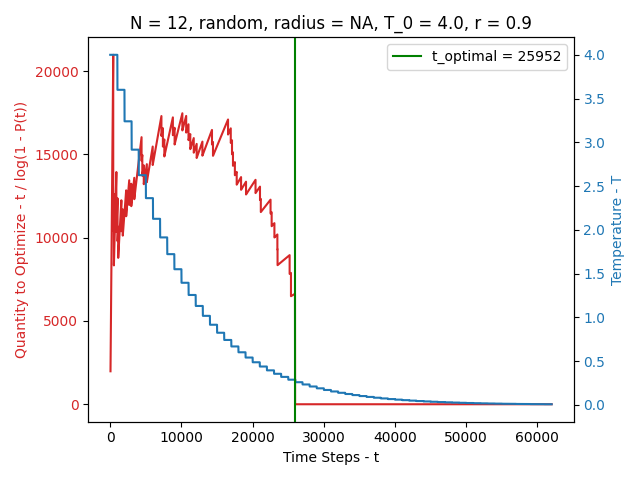 N = 12, random, radius = NA, T_0 = 4.0, r = 0.9
t_optimal = 25952
Quantity to Optimize - t / log(1 - P(t))
20000
15000
10000
5000
0
4.0
3.5
3.0
2.5
2.0
1.5
1.0
0.5
0.0
Temperature - T
0 10000 20000 30000 40000 50000 60000
Time Steps - t